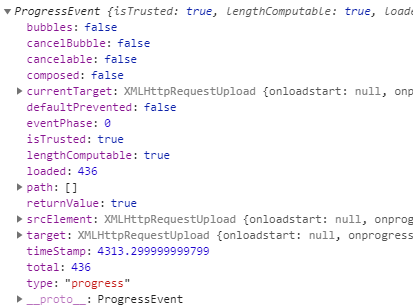 ProgressEvent {isTrusted: true, lengthComputable: true, loade
bubbles: false
cancelBubble: false
cancelable: false
composed: false
currentTarget: XMLHttpRequestUpload {onloadstart: null, onp
defaultPrevented: false
eventPhase: 0
isTrusted: true
lengthComputable: true
loaded: 436
path: []
returnValue: true
srcElement: XMLHttpRequestUpload {onloadstart: null, onprog
target: XMLHttpRequestUpload {onloadstart: null, onprogress
timeStamp: 4313.299999999799
total: 436
type: "progress"
__proto__: ProgressEvent